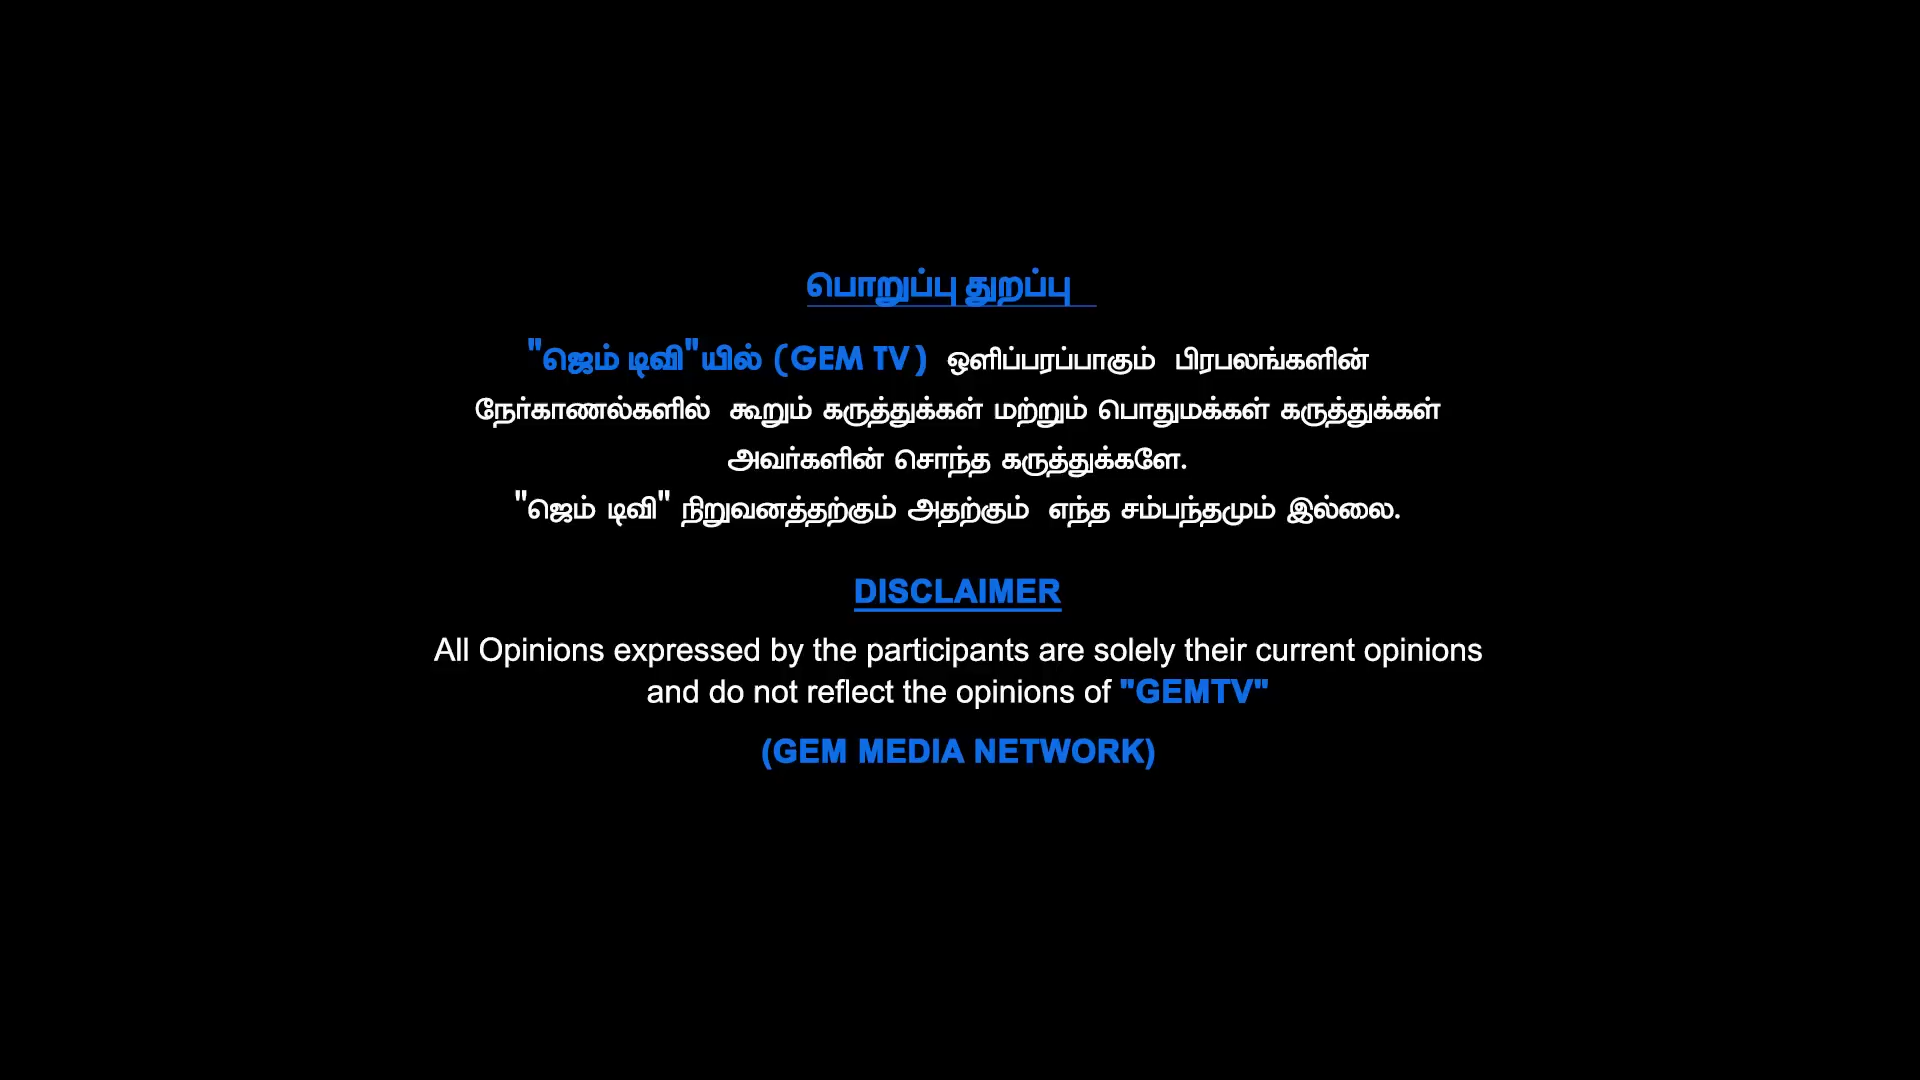 பொறுப்பு துறப்பு
"ஜெம் டிவி"யில் (GEM TV) ஒளிப்பரப்பாகும் பிரபலங்களின்
நேர்காணல்களில் கூறும் கருத்துக்கள் மற்றும் பொதுமக்கள் கருத்துக்கள்
அவர்களின் சொந்த கருத்துக்களே.
"ஜெம் டிவி" நிறுவனத்தற்கும் அதற்கும் எந்த சம்பந்தமும் இல்லை.
DISCLAIMER
All Opinions expressed by the participants are solely their current opinions
and do not reflect the opinions of "GEMTV"
(GEM MEDIA NETWORK)